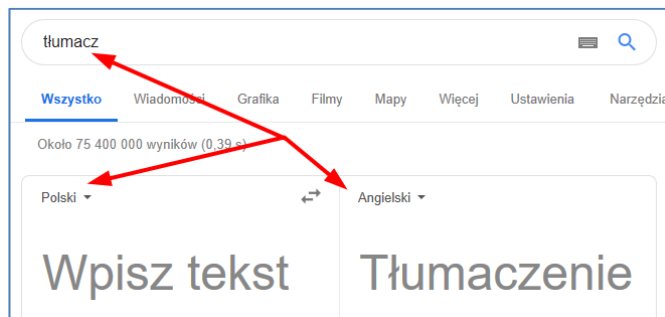 tłumacz
Wszystko Wiadomości Grafika Filmy Mapy Więcej Ustawienia Narzędzia
Około 75 400 000 wyników (0,39 s)
Polski Angielski
Wpisz tekst Tłumaczenie